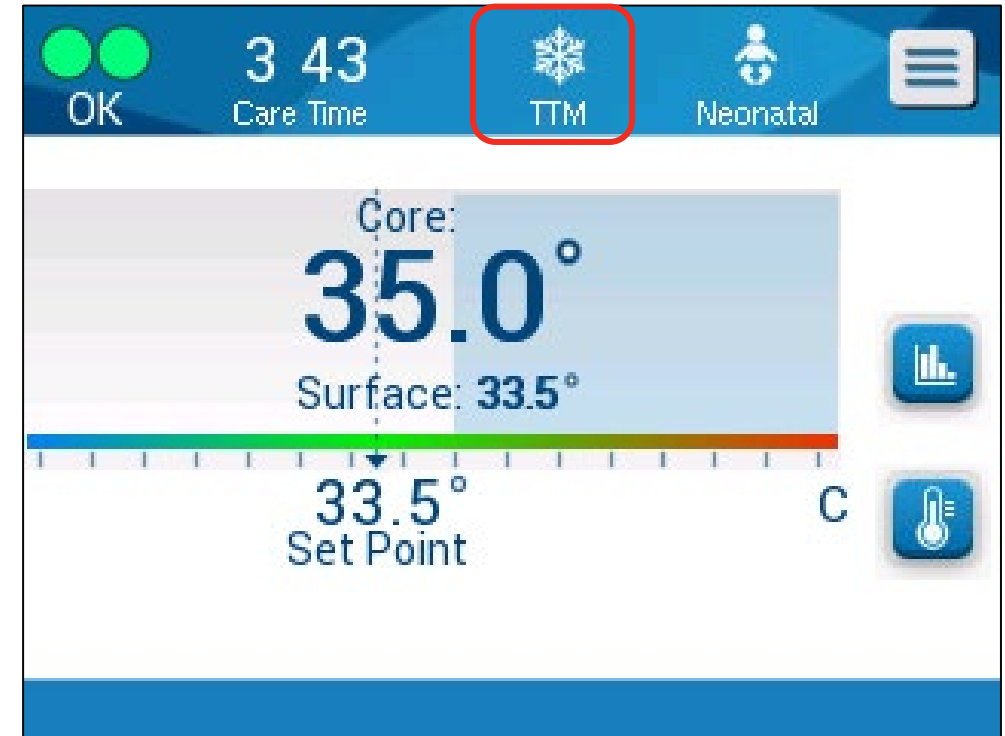 OK
3 43
Care Time
TTM
Neonatal
Core:
35.0°
Surface: 33.5°
33.5°
Set Point
C